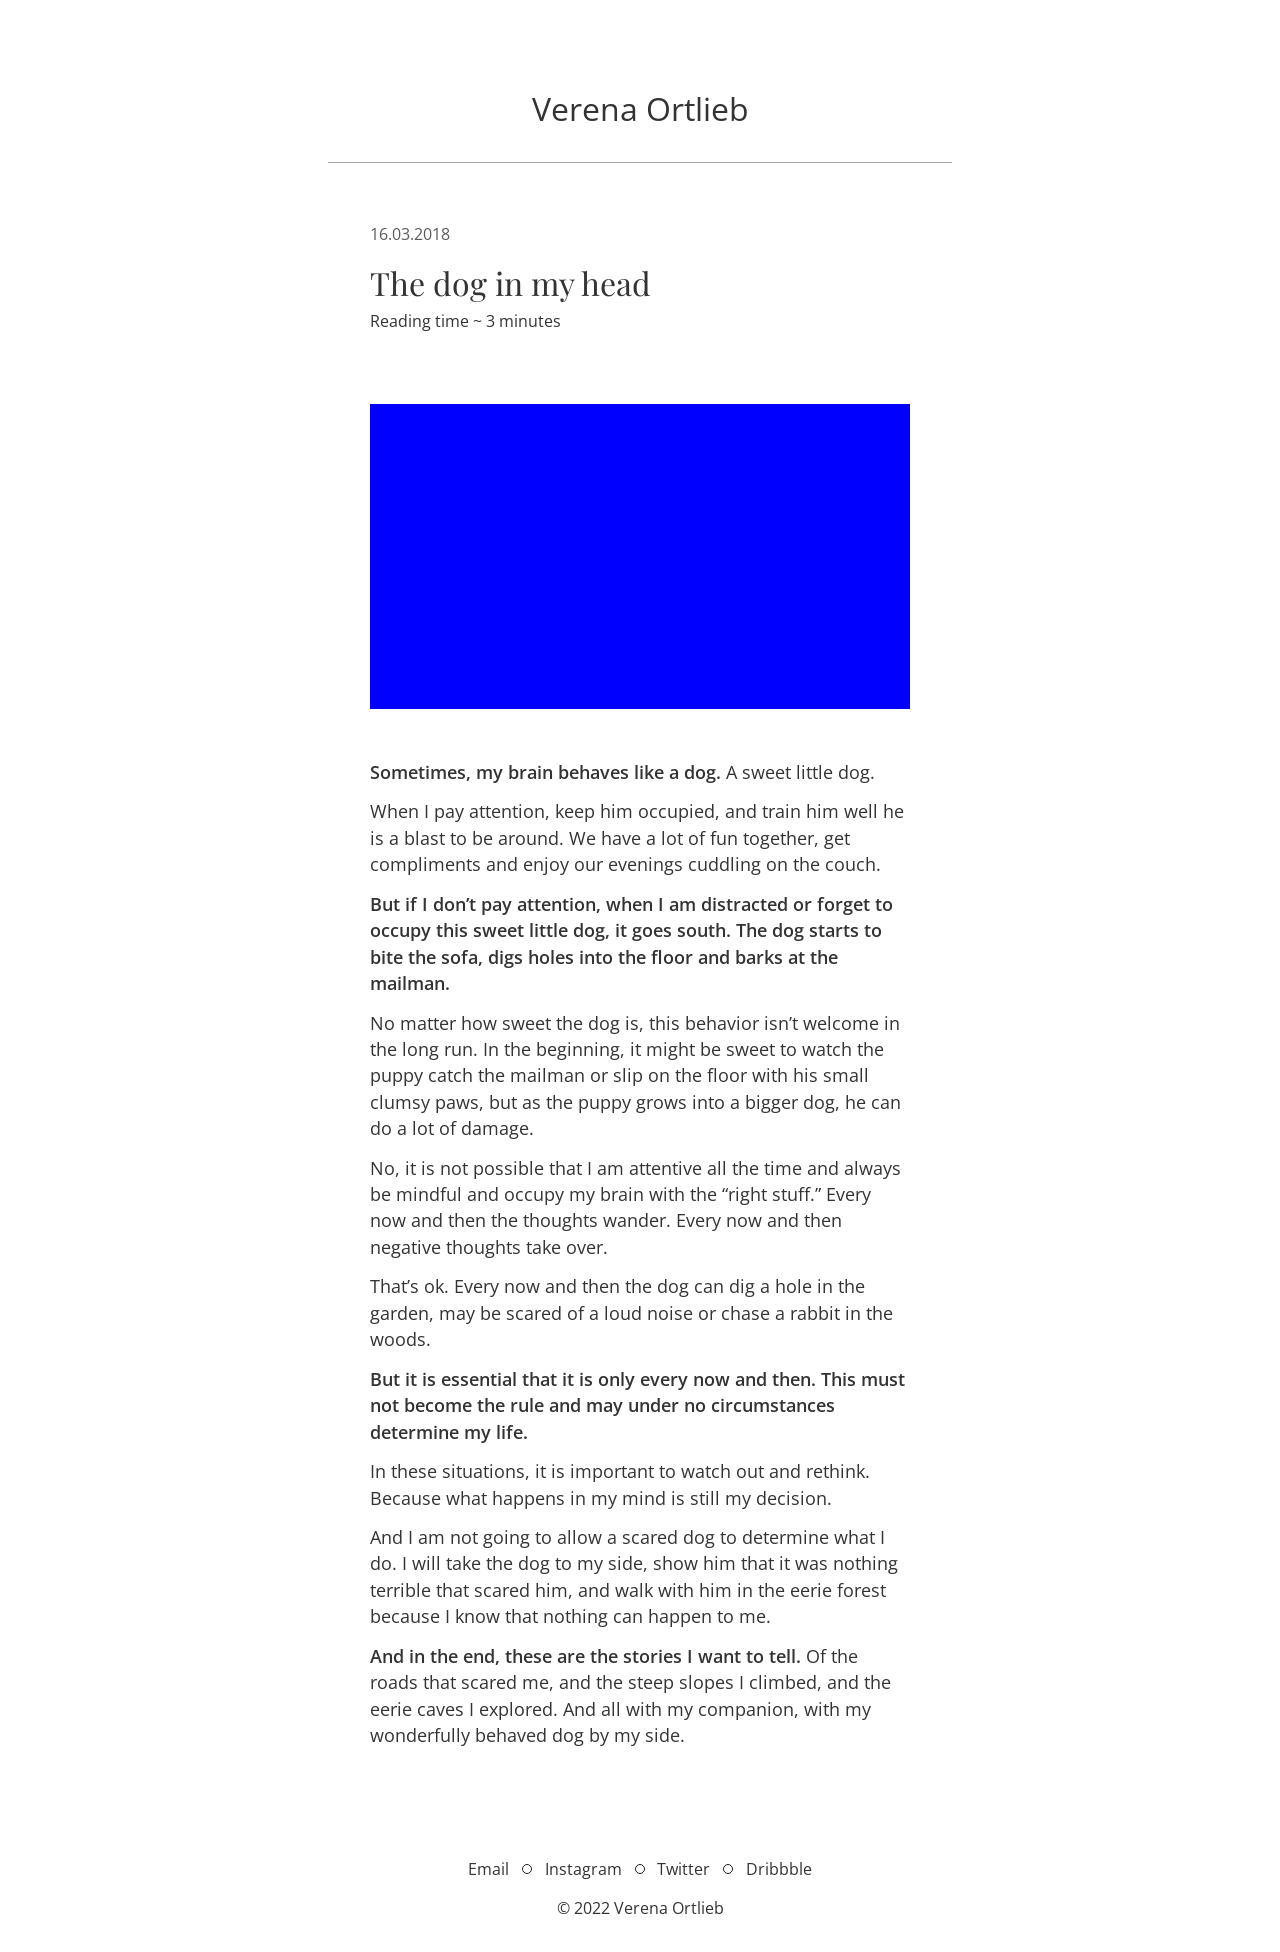 Verena Ortlieb
16.03.2018
The dog in my head
Reading time ~ 3 minutes
Sometimes, my brain behaves like a dog. A sweet little dog.
When I pay attention, keep him occupied, and train him well he
is a blast to be around. We have a lot of fun together, get
compliments and enjoy our evenings cuddling on the couch.
But if I don’t pay attention, when I am distracted or forget to
occupy this sweet little dog, it goes south. The dog starts to
bite the sofa, digs holes into the floor and barks at the
mailman.
No matter how sweet the dog is, this behavior isn’t welcome in
the long run. In the beginning, it might be sweet to watch the
puppy catch the mailman or slip on the floor with his small
clumsy paws, but as the puppy grows into a bigger dog, he can
do a lot of damage.
No, it is not possible that I am attentive all the time and always
be mindful and occupy my brain with the “right stuff.” Every
now and then the thoughts wander. Every now and then
negative thoughts take over.
That’s ok. Every now and then the dog can dig a hole in the
garden, may be scared of a loud noise or chase a rabbit in the
woods.
But it is essential that it is only every now and then. This must
not become the rule and may under no circumstances
determine my life.
In these situations, it is important to watch out and rethink.
Because what happens in my mind is still my decision.
And I am not going to allow a scared dog to determine what I
do. I will take the dog to my side, show him that it was nothing
terrible that scared him, and walk with him in the eerie forest
because I know that nothing can happen to me.
And in the end, these are the stories I want to tell. Of the
roads that scared me, and the steep slopes I climbed, and the
eerie caves I explored. And all with my companion, with my
wonderfully behaved dog by my side.
Email Instagram Twitter Dribbble
© 2022 Verena Ortlieb